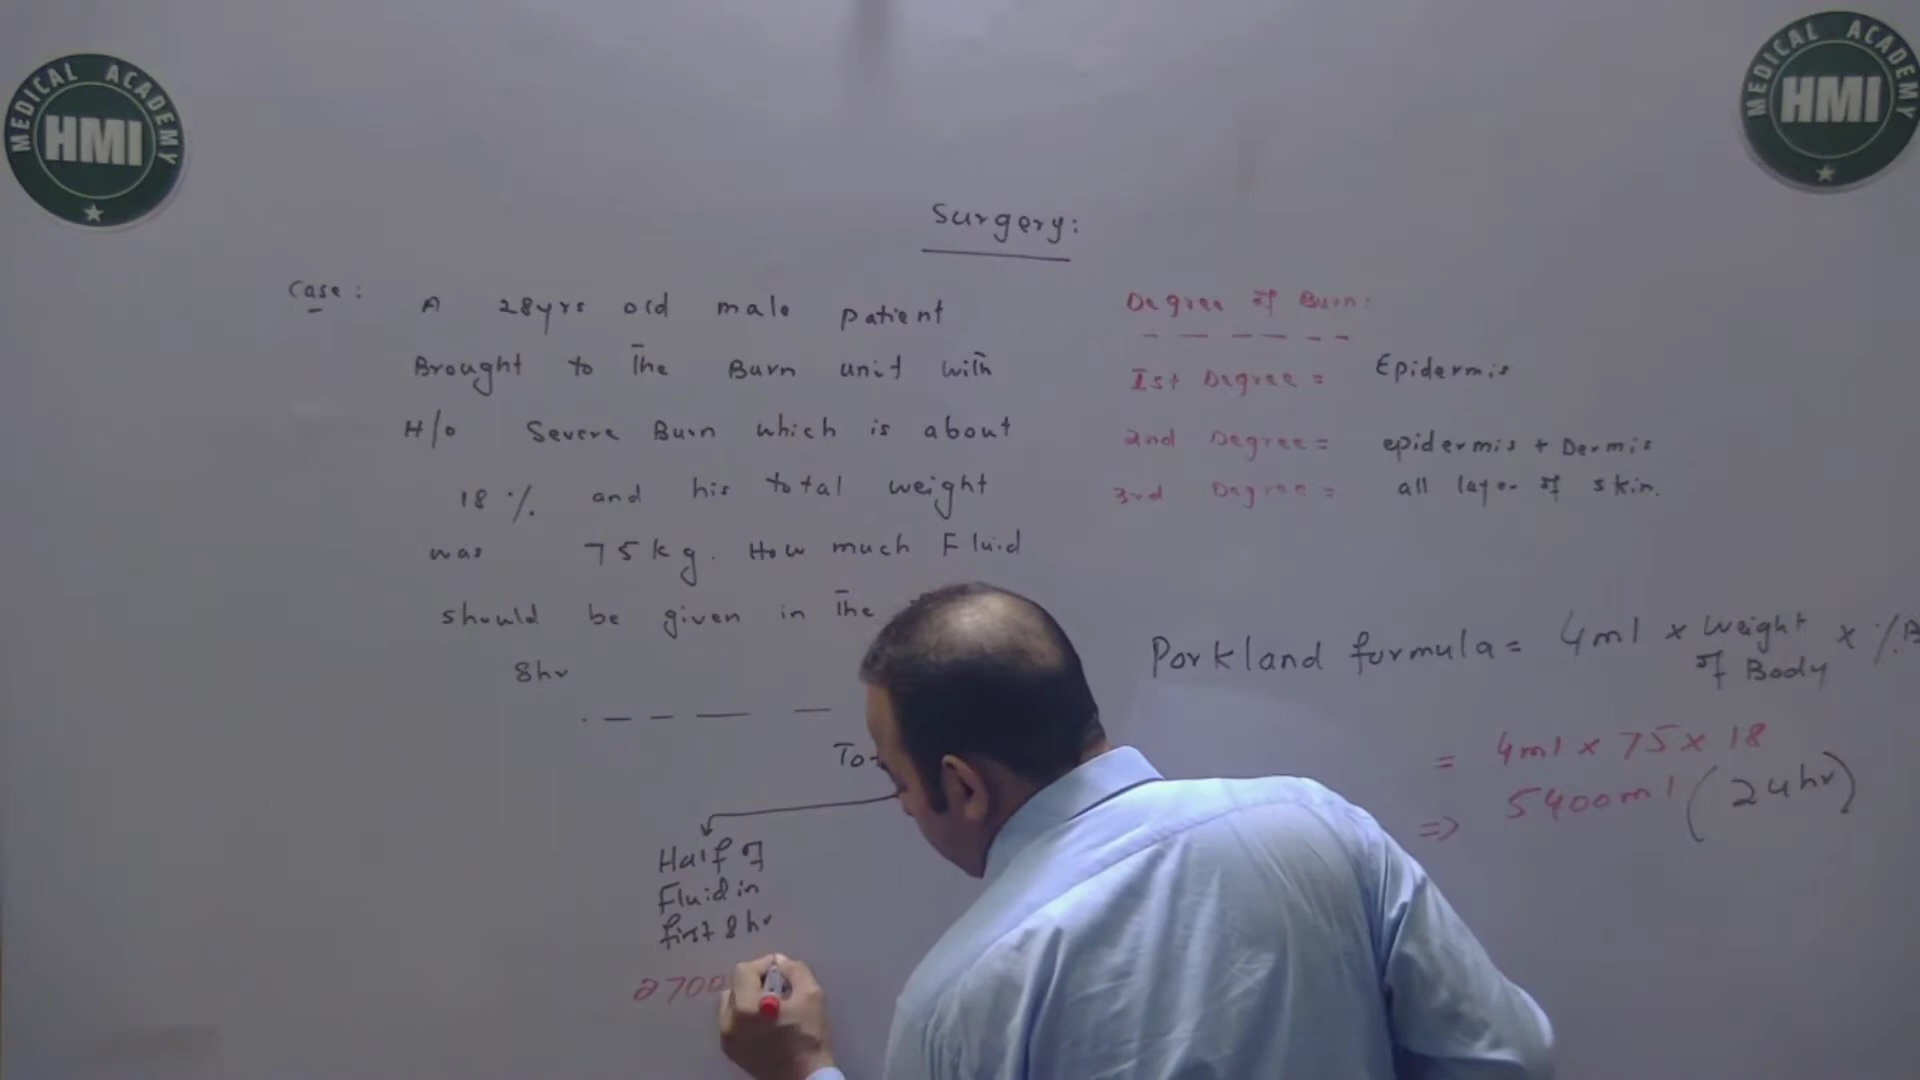 MEDICAL ACADEMY
HMI
MEDICAL ACADEMY
HMI
Surgery:
Case: A 28yrs old male patient
Brought to The Burn unit with
H/o Severe Burn which is about
18 % and his total weight
was 75kg. How much Fluid
should be given in The
8hr
Degree of Burn:
Ist Degree = Epidermis
2nd Degree = epidermis + Dermis
3rd Degree = all layer of skin.
Parkland formula = 4ml x weight of Body x %
= 4ml x 75 x 18
=> 5400ml (24hr)
Half of
Fluid in
first 8hr
2700